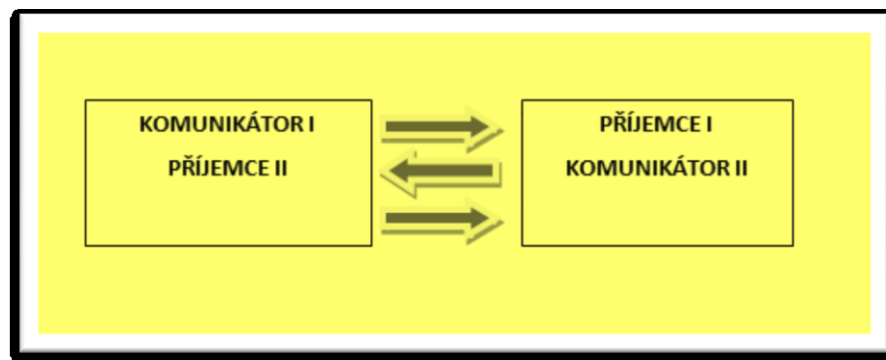 KOMUNIKÁTOR I
PŘÍJEMCE II
PŘÍJEMCE I
KOMUNIKÁTOR II